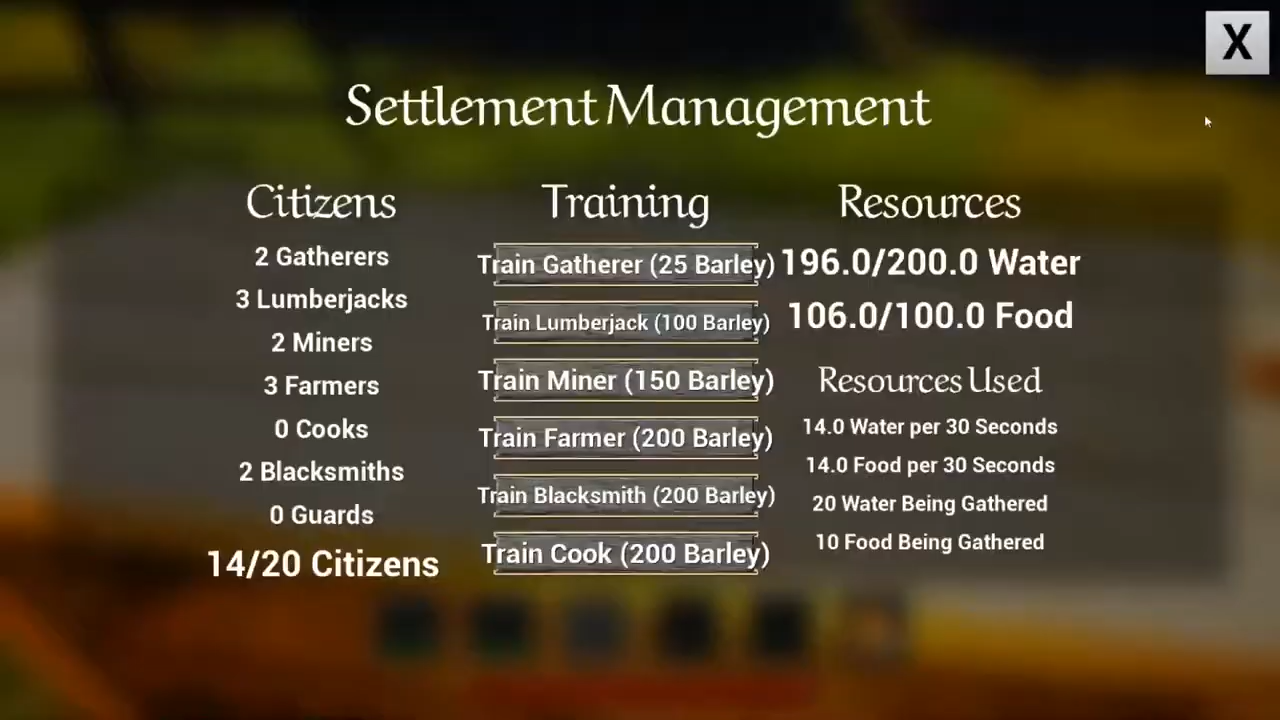 X
Settlement Management
Citizens
2 Gatherers
3 Lumberjacks
2 Miners
3 Farmers
0 Cooks
2 Blacksmiths
0 Guards
14/20 Citizens
Training
Train Gatherer (25 Barley)
Train Lumberjack (100 Barley)
Train Miner (150 Barley)
Train Farmer (200 Barley)
Train Blacksmith (200 Barley)
Train Cook (200 Barley)
Resources
196.0/200.0 Water
106.0/100.0 Food
Resources Used
14.0 Water per 30 Seconds
14.0 Food per 30 Seconds
20 Water Being Gathered
10 Food Being Gathered